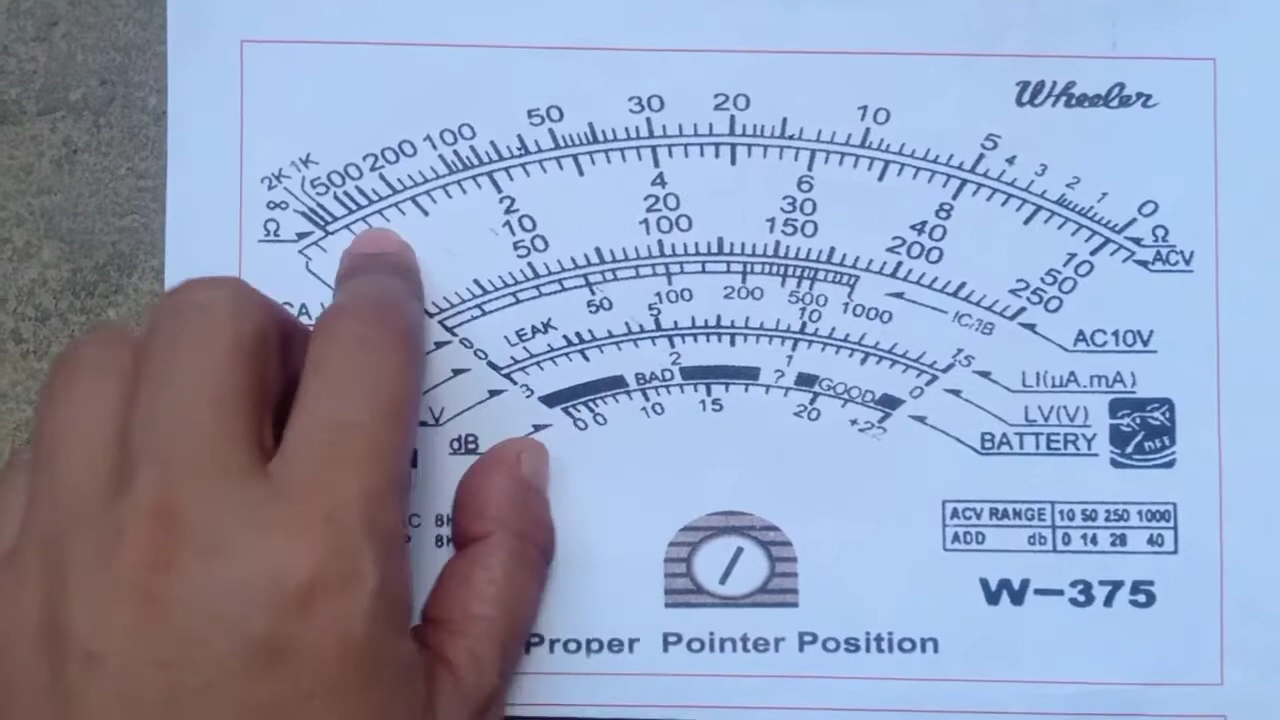 Wheeler
2K 1K 500 200 100 50 30 20 10 5 4 3 2 1 0
Ω ∞ Ω
ACV
2 4 6 8 10
10 20 30 40 50
50 100 150 200 250
AC10V
0 50 100 200 500 1000
LEAK IC/IB
0 5 10 15
LI(µA.mA)
3 2 1 0
LV(V)
BAD ? GOOD
BATTERY
V
0 0 10 15 20 +22
dB
ACV RANGE 10 50 250 1000
ADD db 0 14 28 40
W-375
Proper Pointer Position